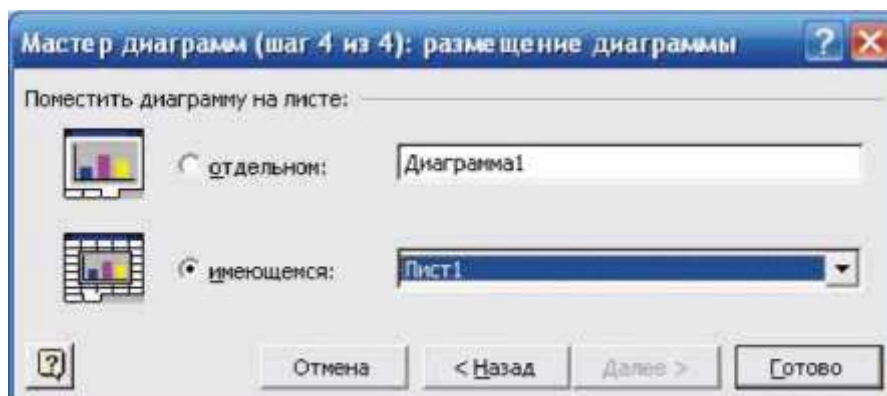 Мастер диаграмм (шаг 4 из 4): размещение диаграммы
Поместить диаграмму на листе:
отдельном: Диаграмма1
имеющемся: Лист1
Отмена < Назад Далее > Готово